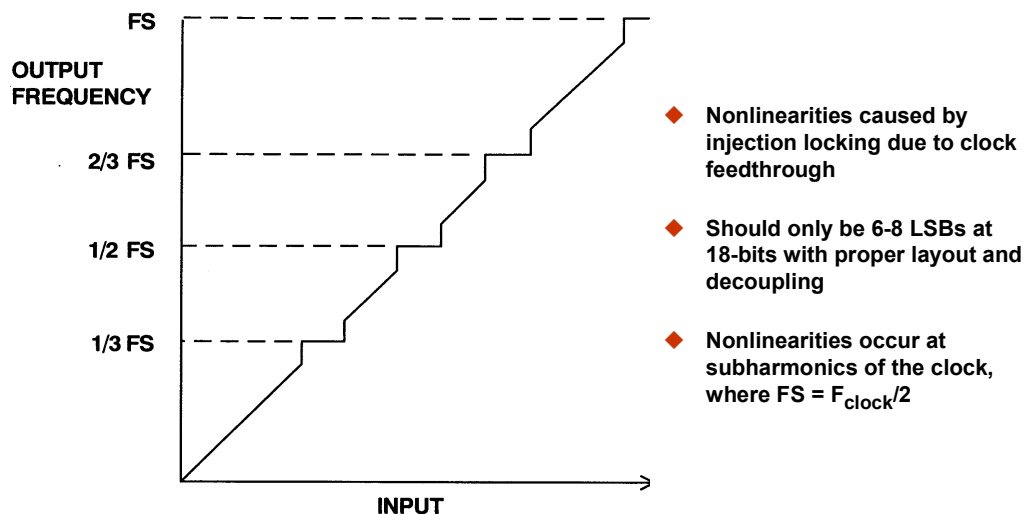 FS
OUTPUT
FREQUENCY
2/3 FS
1/2 FS
1/3 FS
INPUT
◆ Nonlinearities caused by
injection locking due to clock
feedthrough
◆ Should only be 6-8 LSBs at
18-bits with proper layout and
decoupling
◆ Nonlinearities occur at
subharmonics of the clock,
where FS = Fclock/2